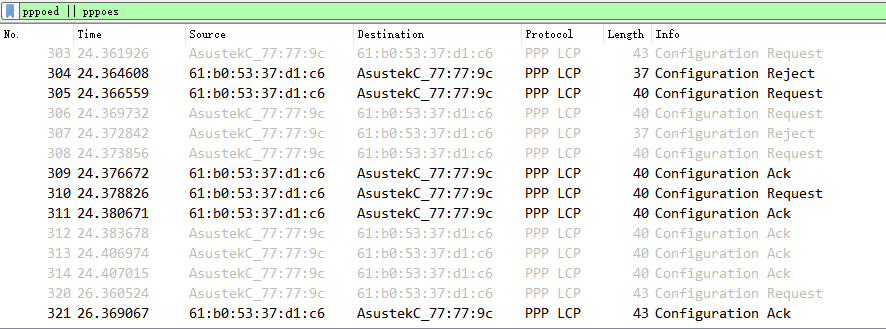 pppoed || pppoes
No. Time Source Destination Protocol Length Info
303 24.361926 AsustekC_77:77:9c 61:b0:53:37:d1:c6 PPP LCP 43 Configuration Request
304 24.364608 61:b0:53:37:d1:c6 AsustekC_77:77:9c PPP LCP 37 Configuration Reject
305 24.366559 61:b0:53:37:d1:c6 AsustekC_77:77:9c PPP LCP 40 Configuration Request
306 24.369732 AsustekC_77:77:9c 61:b0:53:37:d1:c6 PPP LCP 40 Configuration Request
307 24.372842 AsustekC_77:77:9c 61:b0:53:37:d1:c6 PPP LCP 37 Configuration Reject
308 24.373856 AsustekC_77:77:9c 61:b0:53:37:d1:c6 PPP LCP 40 Configuration Request
309 24.376672 61:b0:53:37:d1:c6 AsustekC_77:77:9c PPP LCP 40 Configuration Ack
310 24.378826 61:b0:53:37:d1:c6 AsustekC_77:77:9c PPP LCP 40 Configuration Request
311 24.380671 61:b0:53:37:d1:c6 AsustekC_77:77:9c PPP LCP 40 Configuration Ack
312 24.383678 AsustekC_77:77:9c 61:b0:53:37:d1:c6 PPP LCP 40 Configuration Ack
313 24.406974 AsustekC_77:77:9c 61:b0:53:37:d1:c6 PPP LCP 40 Configuration Ack
314 24.407015 AsustekC_77:77:9c 61:b0:53:37:d1:c6 PPP LCP 40 Configuration Ack
320 26.360524 AsustekC_77:77:9c 61:b0:53:37:d1:c6 PPP LCP 43 Configuration Request
321 26.369067 61:b0:53:37:d1:c6 AsustekC_77:77:9c PPP LCP 43 Configuration Ack